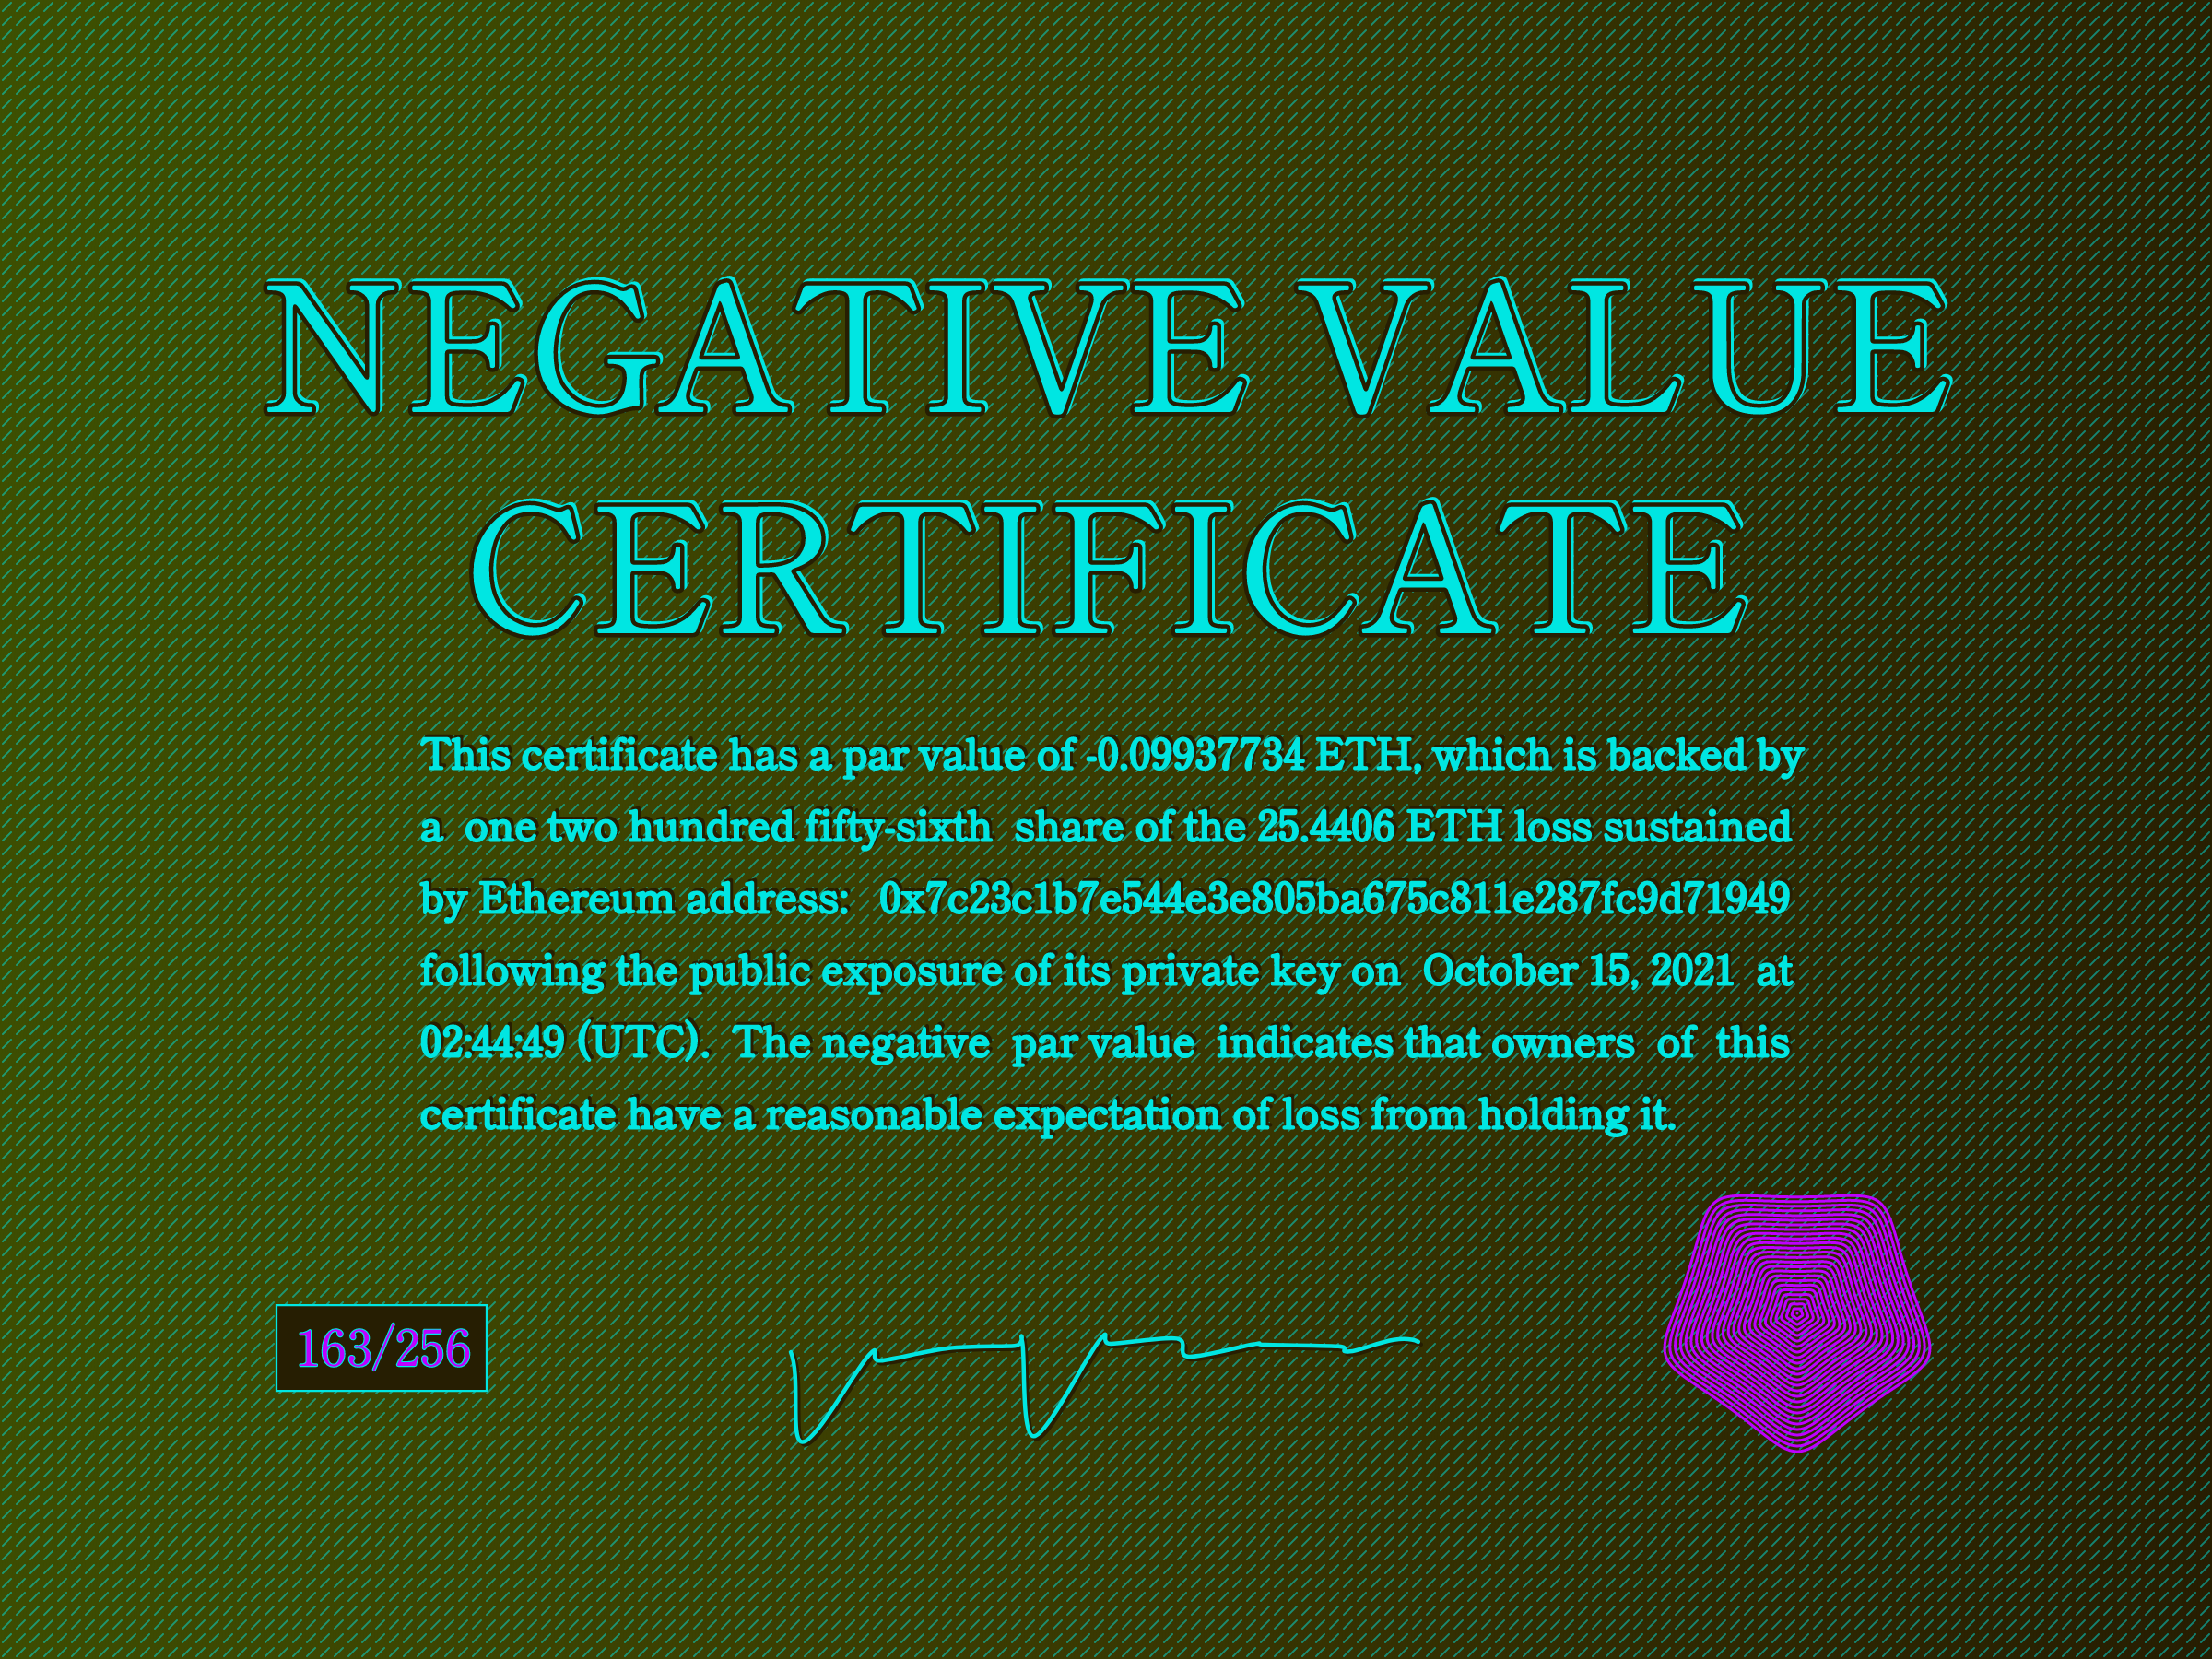 NEGATIVE VALUE
CERTIFICATE
This certificate has a par value of -0.09937734 ETH, which is backed by
a one two hundred fifty-sixth share of the 25.4406 ETH loss sustained
by Ethereum address: 0x7c23c1b7e544e3e805ba675c811e287fc9d71949
following the public exposure of its private key on October 15, 2021 at
02:44:49 (UTC). The negative par value indicates that owners of this
certificate have a reasonable expectation of loss from holding it.
163/256